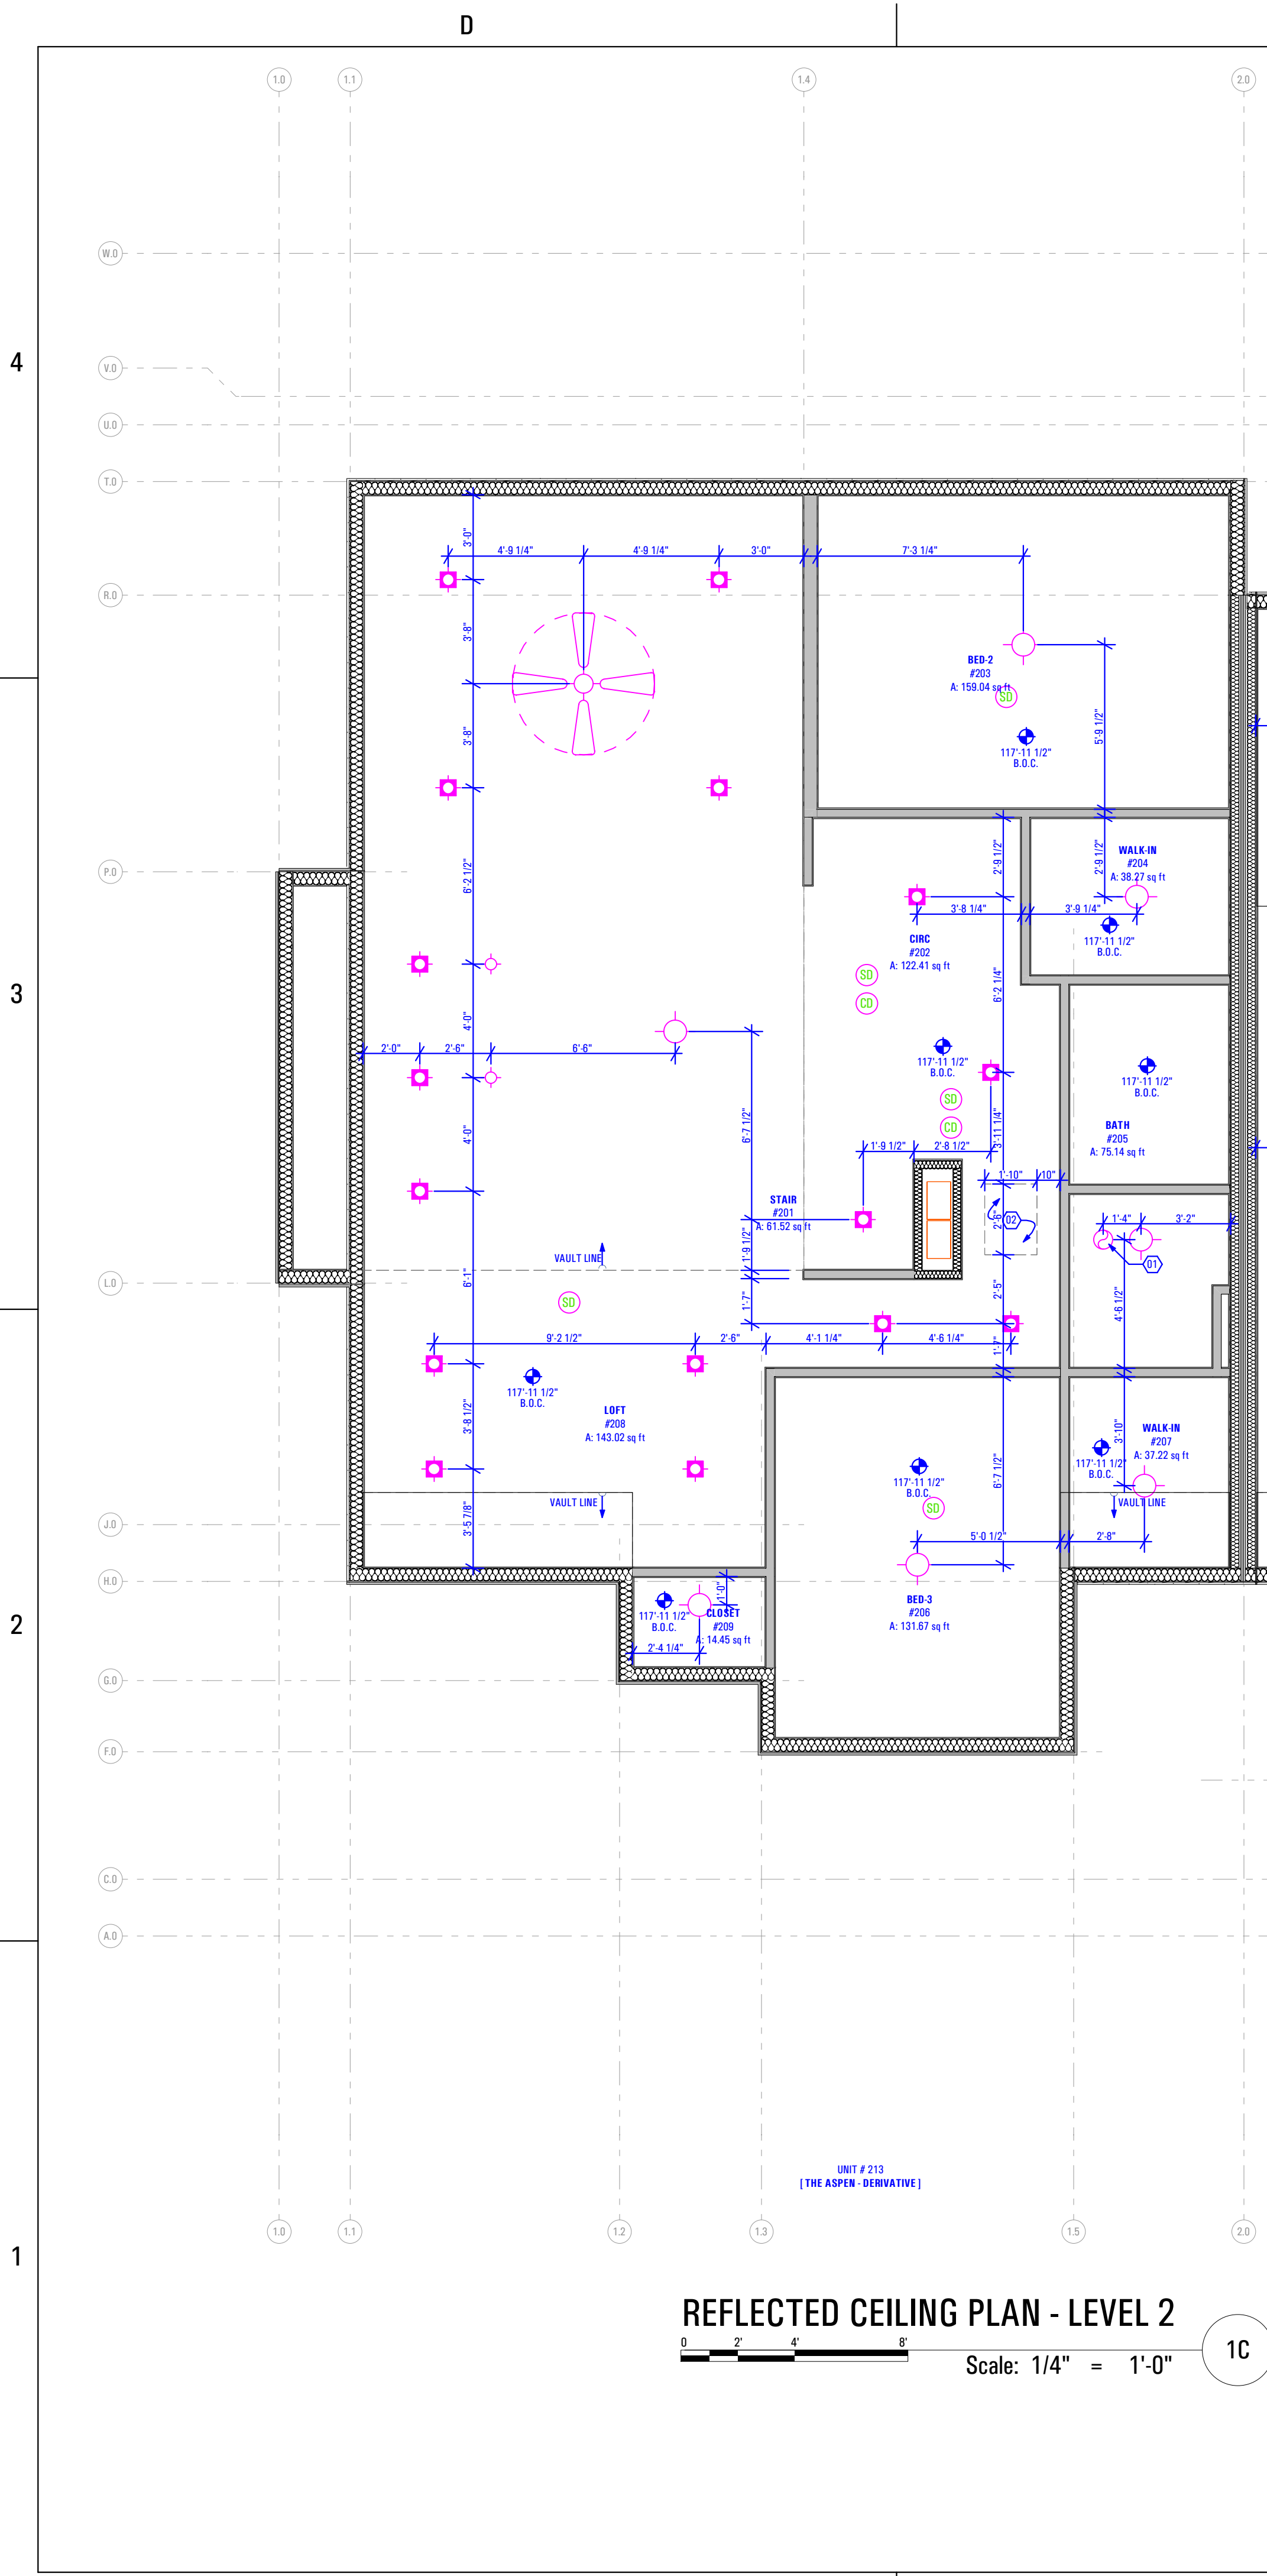 D
1.0
1.1
1.4
2.0
W.0
4
V.0
U.0
T.0
3'-0"
4'-9 1/4"
4'-9 1/4"
3'-0"
7'-3 1/4"
R.0
3'-8"
BED-2
#203
A: 159.04 sq ft
SD
3'-8"
5'-9 1/2"
117'-11 1/2"
B.O.C.
WALK-IN
#204
A: 38.27 sq ft
2'-9 1/2"
2'-9 1/2"
P.0
6'-2 1/2"
3'-8 1/4"
3'-9 1/4"
CIRC
#202
A: 122.41 sq ft
117'-11 1/2"
B.O.C.
SD
CD
3
6'-2 1/4"
4'-0"
2'-0"
2'-6"
6'-6"
117'-11 1/2"
B.O.C.
117'-11 1/2"
B.O.C.
SD
CD
4'-0"
6'-7 1/2"
3'-11 1/4"
BATH
#205
A: 75.14 sq ft
1'-9 1/2"
2'-8 1/2"
1'-10"
10"
STAIR
#201
A: 61.52 sq ft
2'-6"
02
1'-4"
3'-2"
VAULT LINE
1'-9 1/2"
01
L.0
6'-1"
SD
1'-7"
2'-5"
4'-6 1/2"
9'-2 1/2"
2'-6"
4'-1 1/4"
4'-6 1/4"
1'-7"
117'-11 1/2"
B.O.C.
LOFT
#208
A: 143.02 sq ft
3'-8 1/2"
WALK-IN
#207
A: 37.22 sq ft
3'-10"
117'-11 1/2"
B.O.C.
117'-11 1/2"
B.O.C.
6'-7 1/2"
SD
VAULT LINE
VAULT LINE
J.0
3'-5 7/8"
5'-0 1/2"
2'-8"
H.0
1'-0"
117'-11 1/2"
B.O.C.
CLOSET
#209
A: 14.45 sq ft
BED-3
#206
A: 131.67 sq ft
2
2'-4 1/4"
G.0
F.0
C.0
A.0
UNIT # 213
[ THE ASPEN - DERIVATIVE ]
1.0
1.1
1.2
1.3
1.5
2.0
1
REFLECTED CEILING PLAN - LEVEL 2
0
2'
4'
8'
Scale: 1/4" = 1'-0"
1C